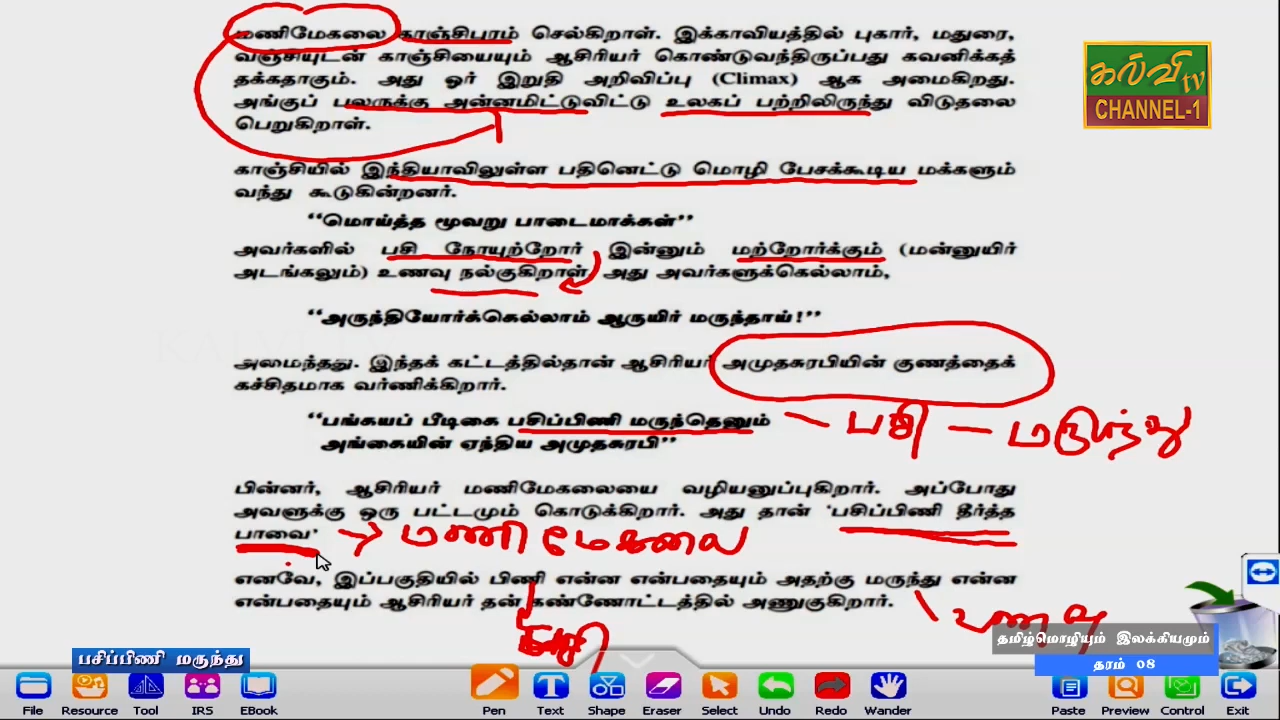 மணிமேகலை காஞ்சிபுரம் செல்கிறாள். இக்காவியத்தில் புகார், மதுரை,
வஞ்சியுடன் காஞ்சியையும் ஆசிரியர் கொண்டுவந்திருப்பது கவனிக்கத்
தக்கதாகும். அது ஓர் இறுதி அறிவிப்பு (Climax) ஆக அமைகிறது.
அங்குப் பலருக்கு அன்னமிட்டுவிட்டு உலகப் பற்றிலிருந்து விடுதலை
பெறுகிறாள்.
கல்வி tv
CHANNEL-1
காஞ்சியில் இந்தியாவிலுள்ள பதினெட்டு மொழி பேசக்கூடிய மக்களும்
வந்து கூடுகின்றனர்.
“மொய்த்த மூவறு பாடைமாக்கள்”
அவர்களில் பசி நோயுற்றோர் இன்னும் மற்றோர்க்கும் (மன்னுயிர்
அடங்கலும்) உணவு நல்குகிறாள் அது அவர்களுக்கெல்லாம்,
“அருந்தியோர்க்கெல்லாம் ஆருயிர் மருந்தாய்!”
அமைந்தது. இந்தக் கட்டத்தில்தான் ஆசிரியர் அமுதசுரபியின் குணத்தைக்
கச்சிதமாக வர்ணிக்கிறார்.
“பங்கயப் பீடிகை பசிப்பிணி மருந்தெனும்
அங்கையின் ஏந்திய அமுதசுரபி”
– பசி – மருந்து
பின்னர், ஆசிரியர் மணிமேகலையை வழியனுப்புகிறார். அப்போது
அவளுக்கு ஒரு பட்டமும் கொடுக்கிறார். அது தான் ‘பசிப்பிணி தீர்த்த
பாவை’ → மணிமேகலை
எனவே, இப்பகுதியில் பிணி என்ன என்பதையும் அதற்கு மருந்து என்ன
என்பதையும் ஆசிரியர் தன் கண்ணோட்டத்தில் அணுகுகிறார்.
பசி
உணவு
தமிழ்மொழியும் இலக்கியமும்
தரம் 08
பசிப்பிணி மருந்து
File Resource Tool IRS EBook Pen Text Shape Eraser Select Undo Redo Wander Paste Preview Control Exit